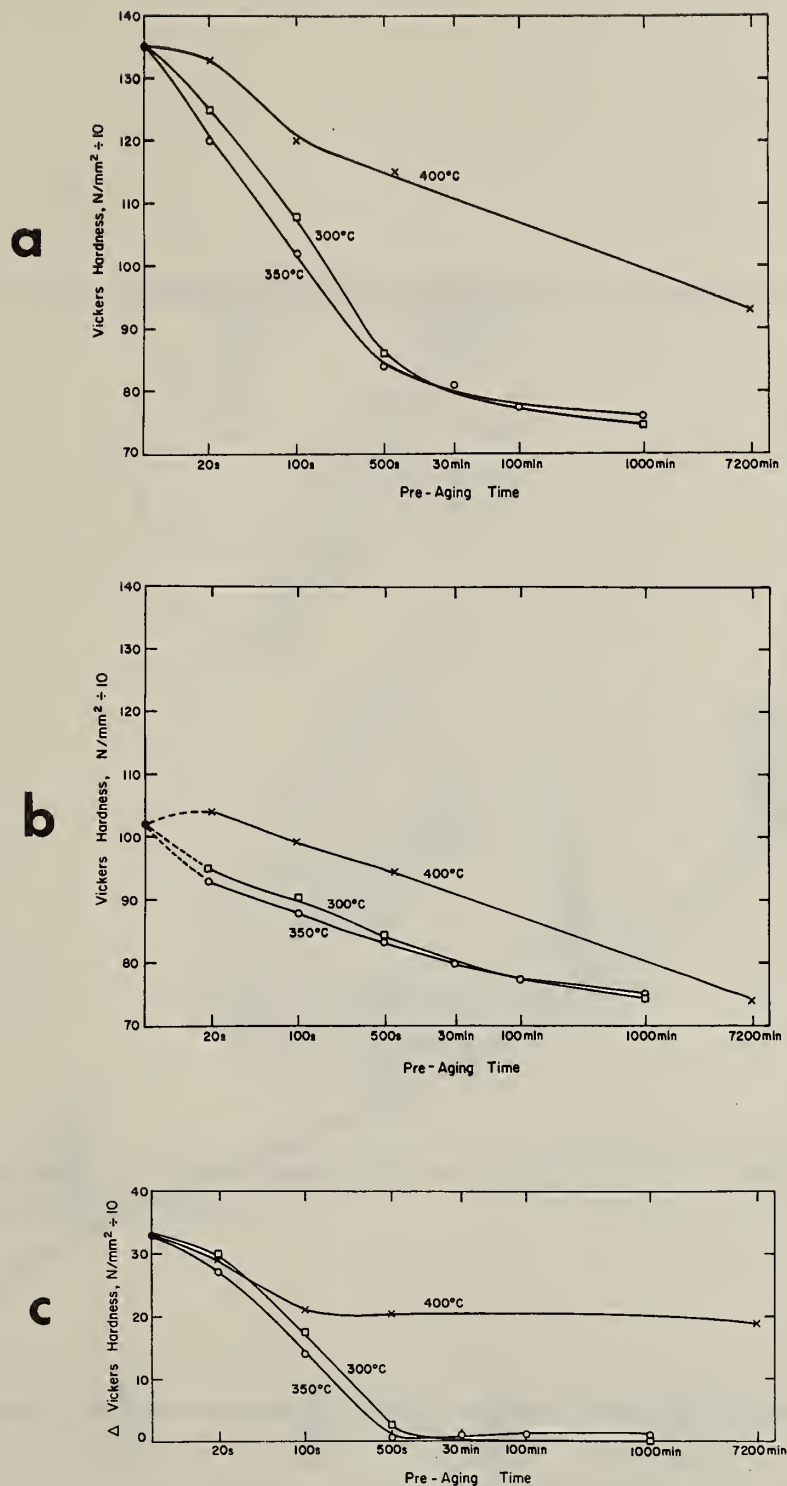 a
Vickers Hardness, N/mm² ÷ 10
140
130
120
110
100
90
80
70
400°C
300°C
350°C
20s 100s 500s 30min 100min 1000min 7200min
Pre-Aging Time
b
Vickers Hardness, N/mm² ÷ 10
140
130
120
110
100
90
80
70
400°C
300°C
350°C
20s 100s 500s 30min 100min 1000min 7200min
Pre-Aging Time
c
Δ Vickers Hardness, N/mm² ÷ 10
40
30
20
10
0
400°C
300°C
350°C
20s 100s 500s 30min 100min 1000min 7200min
Pre-Aging Time